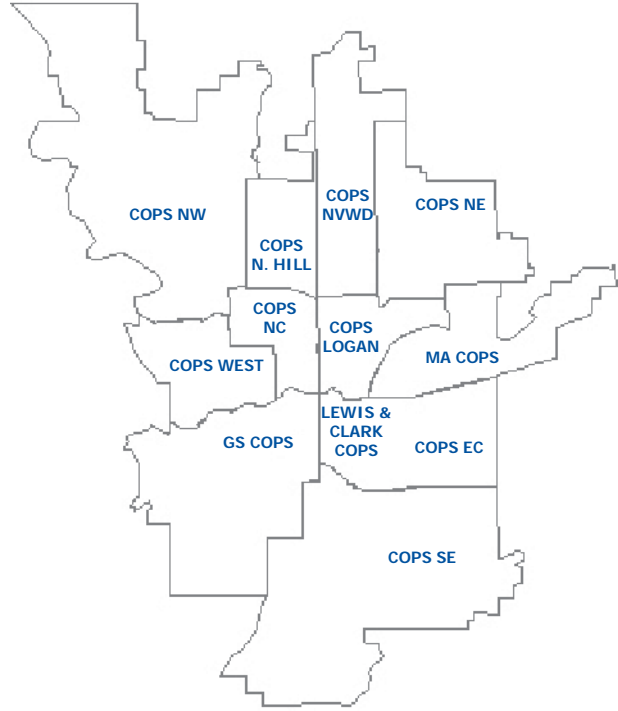 COPS NW
COPS
NVWD
COPS NE
COPS
N. HILL
COPS
NC
COPS
LOGAN
COPS WEST
MA COPS
LEWIS &
CLARK
COPS
GS COPS
COPS EC
COPS SE